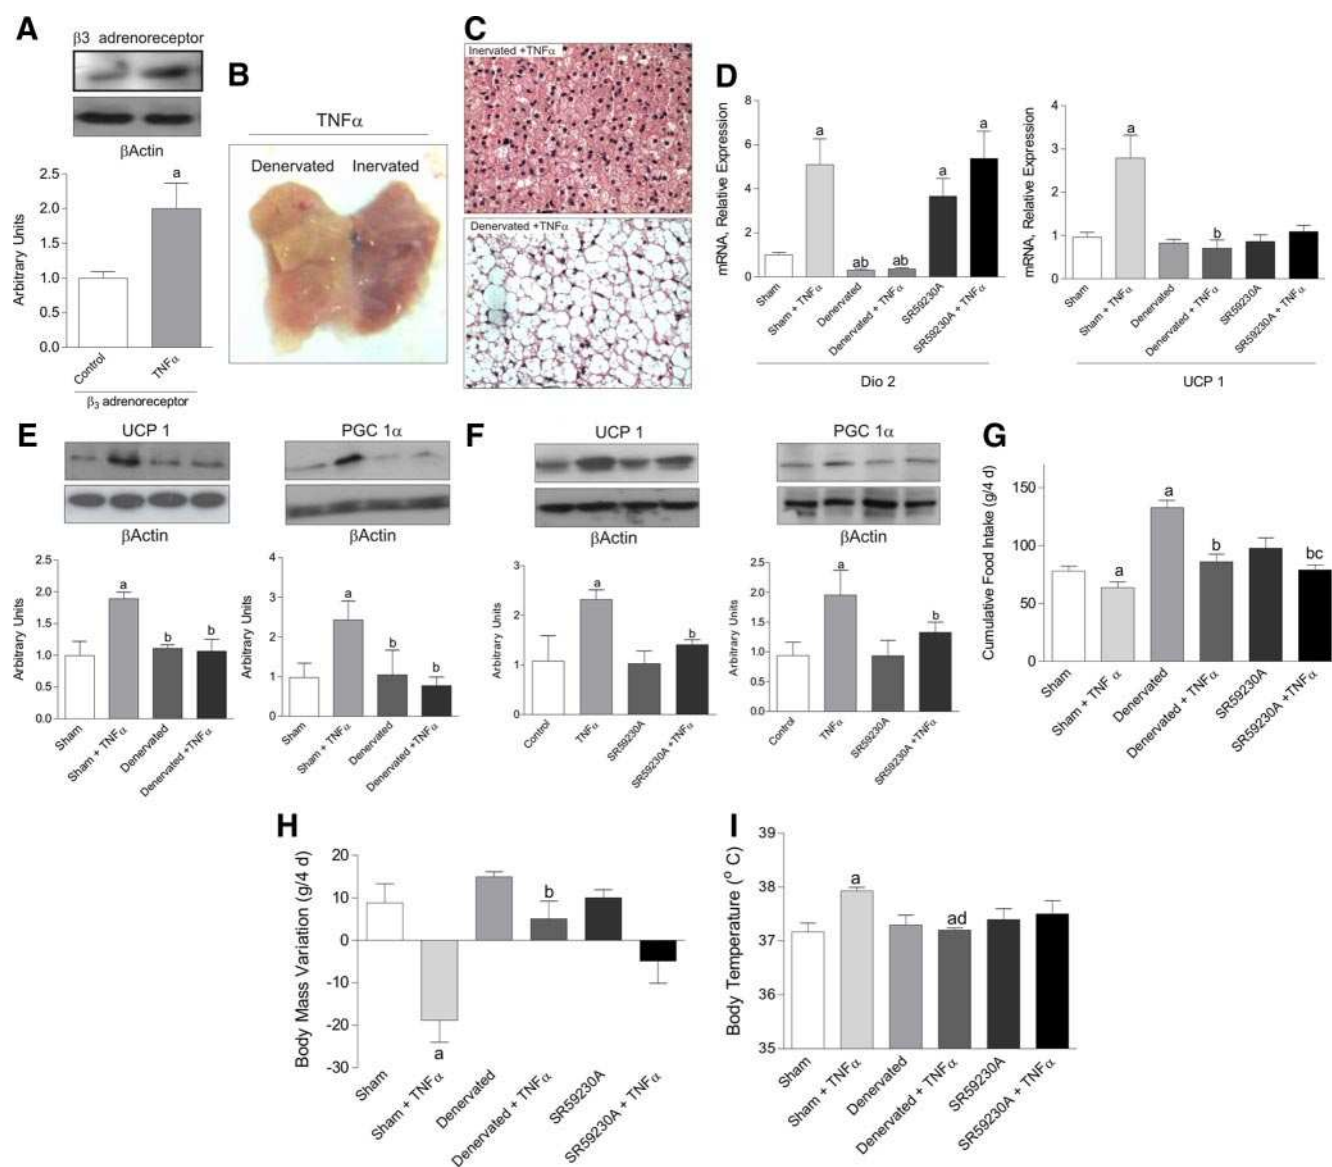 A
β3 adrenoreceptor
βActin
2.5
2.0
1.5
1.0
0.5
0.0
Arbitrary Units
a
Control
TNFα
β3 adrenoreceptor
B
TNFα
Denervated Inervated
C
Inervated +TNFα
Denervated +TNFα
D
mRNA, Relative Expression
8
6
4
2
0
a
ab
ab
a
a
Sham
Sham + TNFα
Denervated
Denervated + TNFα
SR59230A
SR59230A + TNFα
Dio 2
mRNA, Relative Expression
4
3
2
1
0
a
b
Sham
Sham + TNFα
Denervated
Denervated + TNFα
SR59230A
SR59230A + TNFα
UCP 1
E
UCP 1
βActin
Arbitrary Units
2.5
2.0
1.5
1.0
0.5
0.0
a
b
b
Sham
Sham + TNFα
Denervated
Denervated +TNFα
PGC 1α
βActin
Arbitrary Units
4
3
2
1
0
a
b
b
Sham
Sham + TNFα
Denervated
Denervated +TNFα
F
UCP 1
βActin
Arbitrary Units
3
2
1
0
a
b
Control
TNFα
SR59230A
SR59230A +TNFα
PGC 1α
βActin
Arbitrary Units
2.5
2.0
1.5
1.0
0.5
0.0
a
b
Control
TNFα
SR59230A
SR59230A +TNFα
G
Cumulative Food Intake (g/4 d)
150
100
50
0
a
a
b
bc
Sham
Sham + TNF α
Denervated
Denervated + TNFα
SR59230A
SR59230A +TNFα
H
Body Mass Variation (g/4 d)
20
10
0
-10
-20
-30
a
b
Sham
Sham + TNFα
Denervated
Denervated + TNFα
SR59230A
SR59230A + TNFα
I
Body Temperature (º C)
39
38
37
36
35
a
ad
Sham
Sham + TNFα
Denervated
Denervated + TNFα
SR59230A
SR59230A + TNFα